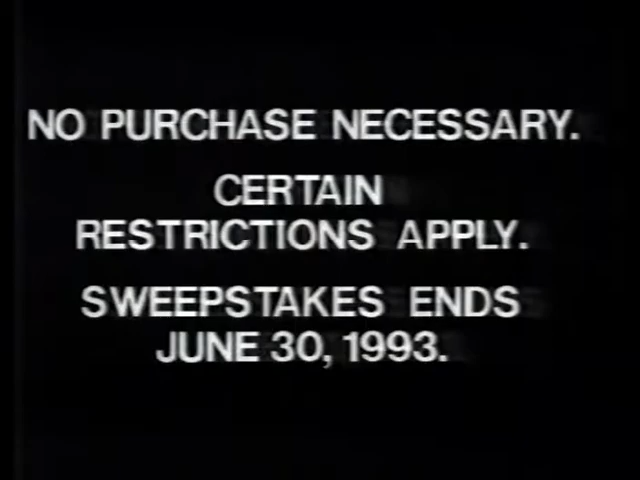 NO PURCHASE NECESSARY.
CERTAIN
RESTRICTIONS APPLY.
SWEEPSTAKES ENDS
JUNE 30, 1993.